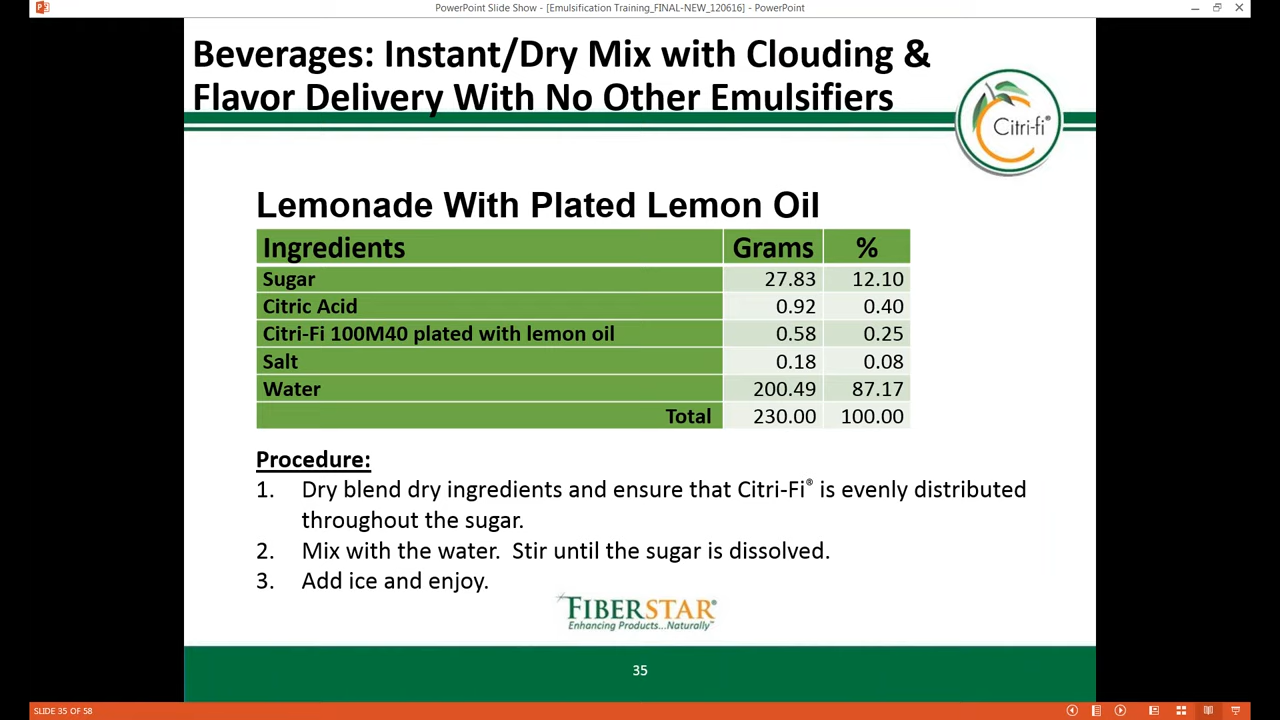 PowerPoint Slide Show - [Emulsification Training_FINAL-NEW_120616] - PowerPoint
Beverages: Instant/Dry Mix with Clouding &
Flavor Delivery With No Other Emulsifiers
Citri-fi®
Lemonade With Plated Lemon Oil
Ingredients Grams %
Sugar 27.83 12.10
Citric Acid 0.92 0.40
Citri-Fi 100M40 plated with lemon oil 0.58 0.25
Salt 0.18 0.08
Water 200.49 87.17
Total 230.00 100.00
Procedure:
1. Dry blend dry ingredients and ensure that Citri-Fi® is evenly distributed
throughout the sugar.
2. Mix with the water.  Stir until the sugar is dissolved.
3. Add ice and enjoy.
FIBERSTAR®
Enhancing Products...Naturally™
35
SLIDE 35 OF 58